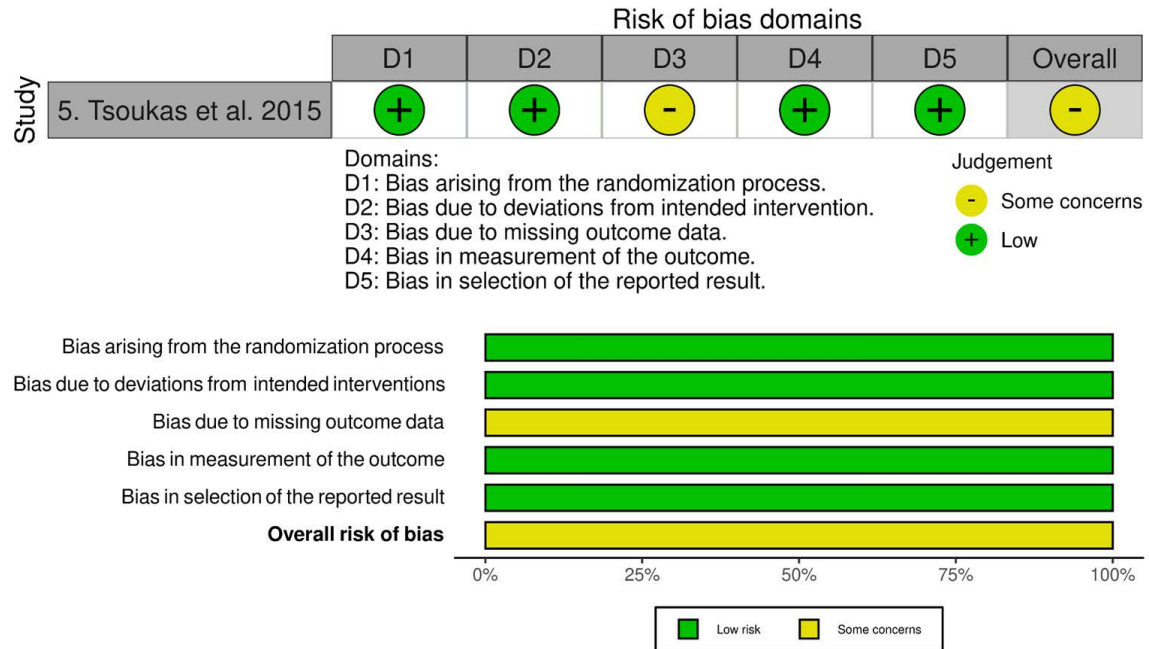 Risk of bias domains
D1 D2 D3 D4 D5 Overall
Study
5. Tsoukas et al. 2015 + + - + + -
Domains:
D1: Bias arising from the randomization process.
D2: Bias due to deviations from intended intervention.
D3: Bias due to missing outcome data.
D4: Bias in measurement of the outcome.
D5: Bias in selection of the reported result.
Judgement
- Some concerns
+ Low
Bias arising from the randomization process
Bias due to deviations from intended interventions
Bias due to missing outcome data
Bias in measurement of the outcome
Bias in selection of the reported result
Overall risk of bias
0% 25% 50% 75% 100%
Low risk Some concerns